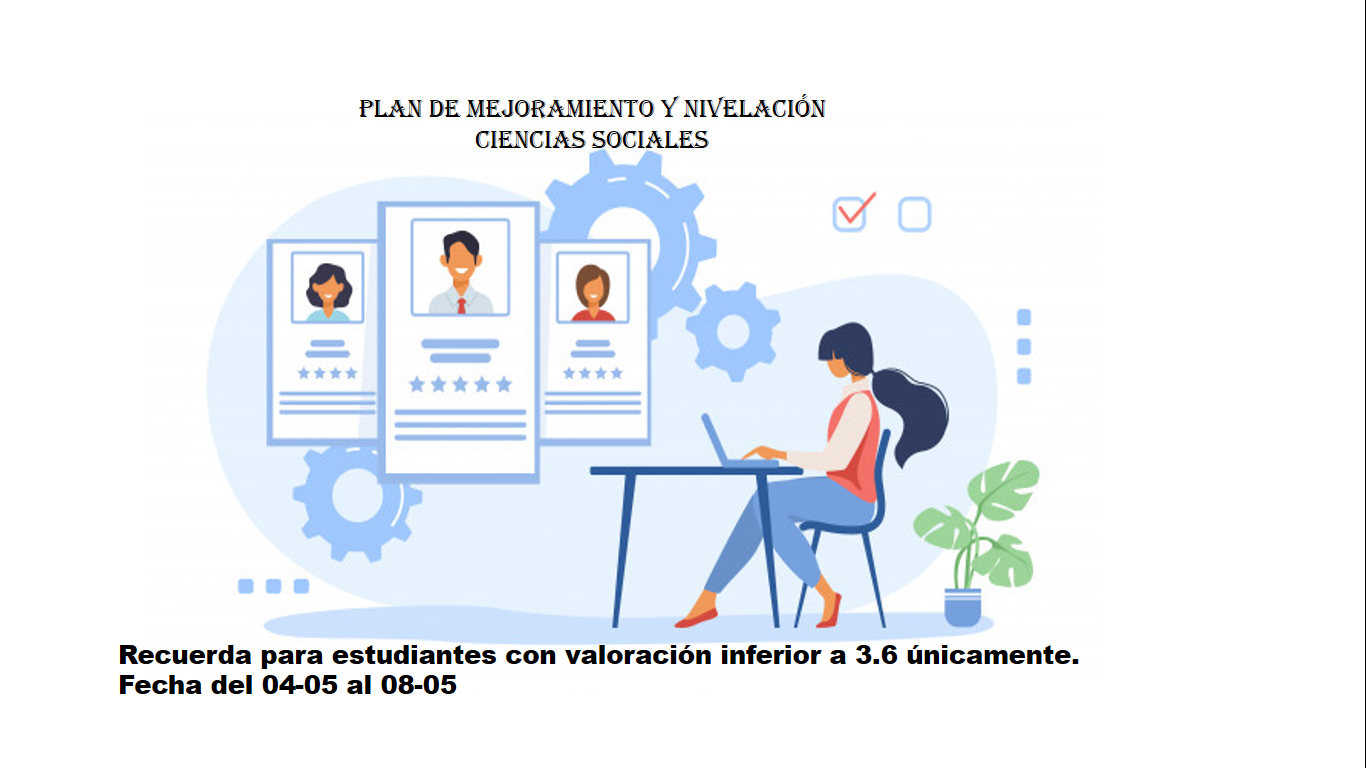 PLAN DE MEJORAMIENTO Y NIVELACIÓN
CIENCIAS SOCIALES
Recuerda para estudiantes con valoración inferior a 3.6 únicamente.
Fecha del 04-05 al 08-05